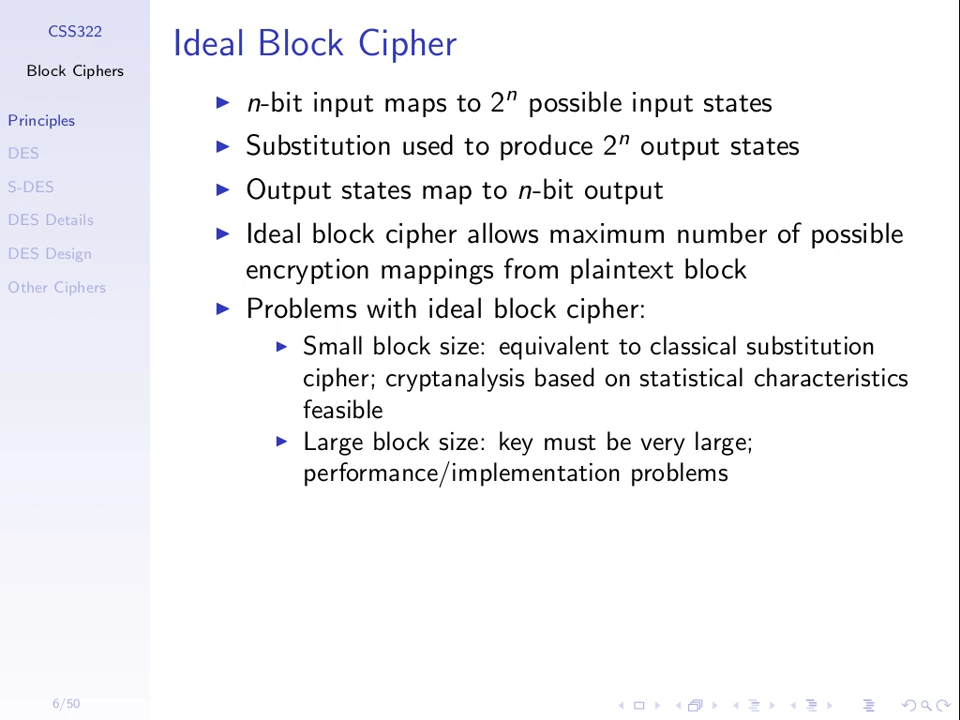 CSS322
Block Ciphers
Principles
DES
S-DES
DES Details
DES Design
Other Ciphers
6/50
Ideal Block Cipher
n-bit input maps to 2ⁿ possible input states
Substitution used to produce 2ⁿ output states
Output states map to n-bit output
Ideal block cipher allows maximum number of possible
encryption mappings from plaintext block
Problems with ideal block cipher:
Small block size: equivalent to classical substitution
cipher; cryptanalysis based on statistical characteristics
feasible
Large block size: key must be very large;
performance/implementation problems